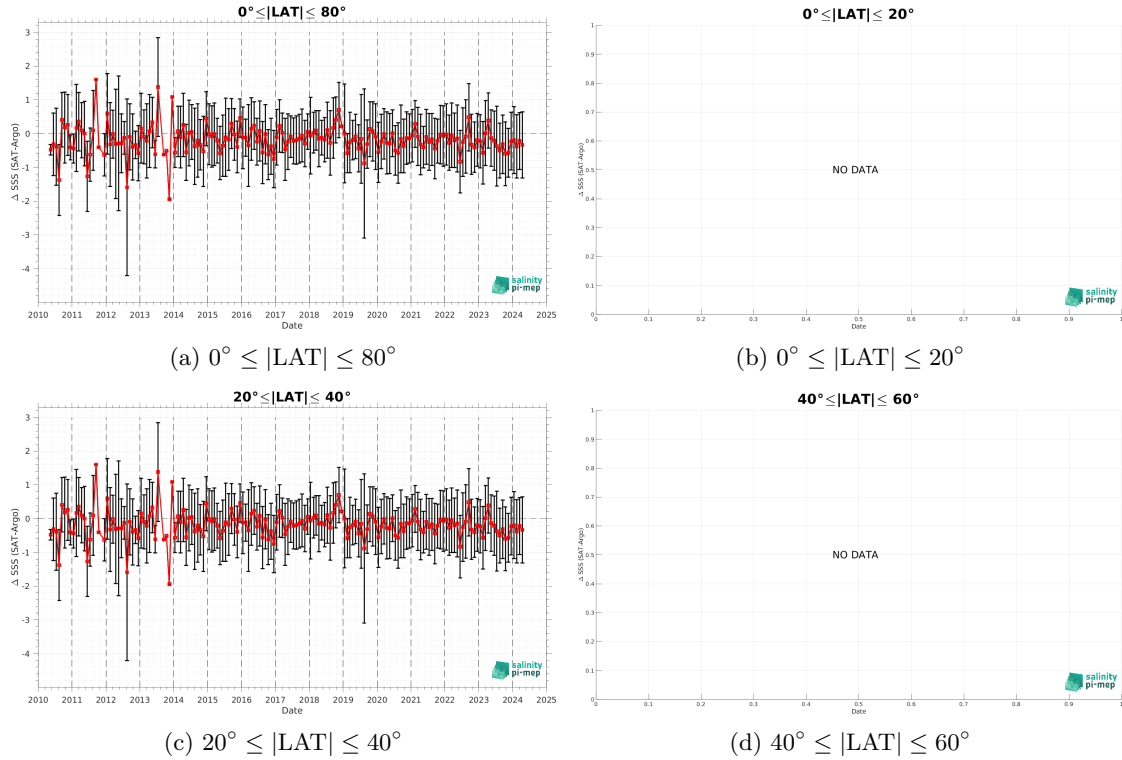 0°≤|LAT|≤ 80°
3
2
1
0
-1
-2
-3
-4
Δ SSS (SAT-Argo)
2010 2011 2012 2013 2014 2015 2016 2017 2018 2019 2020 2021 2022 2023 2024 2025
Date
salinity
pi-mep
(a) 0° ≤ |LAT| ≤ 80°
0°≤|LAT|≤ 20°
1
0.9
0.8
0.7
0.6
0.5
0.4
0.3
0.2
0.1
0
Δ SSS (SAT-Argo)
NO DATA
0 0.1 0.2 0.3 0.4 0.5 0.6 0.7 0.8 0.9 1
Date
salinity
pi-mep
(b) 0° ≤ |LAT| ≤ 20°
20°≤|LAT|≤ 40°
3
2
1
0
-1
-2
-3
-4
Δ SSS (SAT-Argo)
2010 2011 2012 2013 2014 2015 2016 2017 2018 2019 2020 2021 2022 2023 2024 2025
Date
salinity
pi-mep
(c) 20° ≤ |LAT| ≤ 40°
40°≤|LAT|≤ 60°
1
0.9
0.8
0.7
0.6
0.5
0.4
0.3
0.2
0.1
0
Δ SSS (SAT-Argo)
NO DATA
0 0.1 0.2 0.3 0.4 0.5 0.6 0.7 0.8 0.9 1
Date
salinity
pi-mep
(d) 40° ≤ |LAT| ≤ 60°